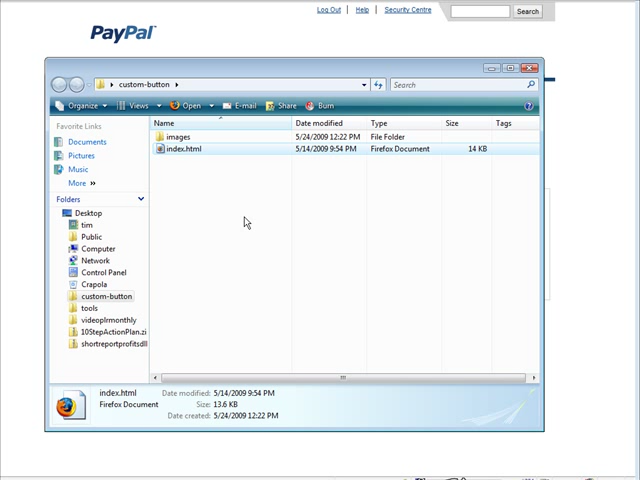 Log Out | Help | Security Centre Search
PayPal
custom-button Search
Organize Views Open E-mail Share Burn
Favorite Links
Documents
Pictures
Music
More »
Folders
Desktop
tim
Public
Computer
Network
Control Panel
Crapola
custom-button
tools
videoplrmonthly
10StepActionPlan.zi
shortreportprofitsdll
Name Date modified Type Size Tags
images 5/24/2009 12:22 PM File Folder
index.html 5/14/2009 9:54 PM Firefox Document 14 KB
index.html Date modified: 5/14/2009 9:54 PM
Firefox Document Size: 13.6 KB
Date created: 5/24/2009 12:22 PM